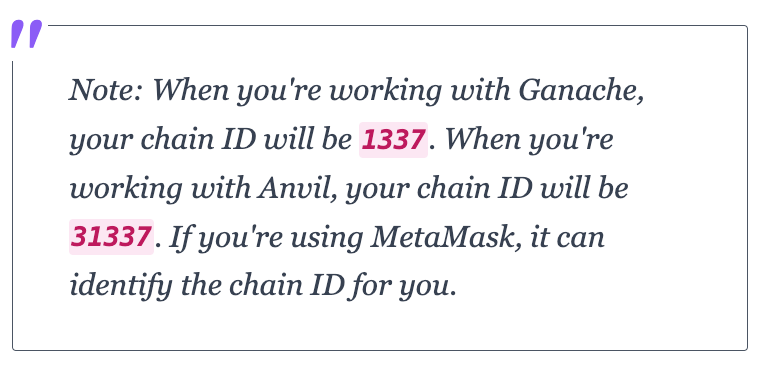 Note: When you're working with Ganache,
your chain ID will be 1337. When you're
working with Anvil, your chain ID will be
31337. If you're using MetaMask, it can
identify the chain ID for you.